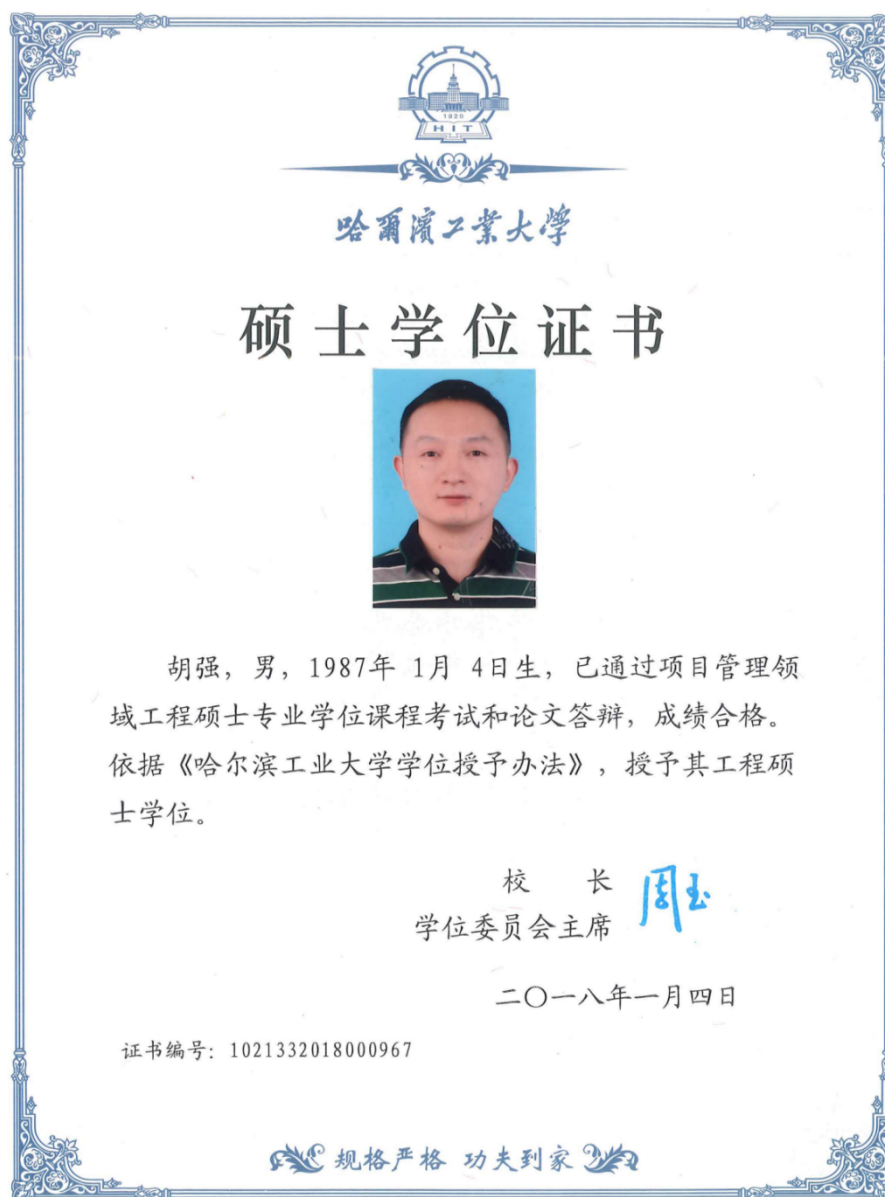 1920
HIT
哈爾濱工業大學
硕士学位证书
胡强，男，1987年 1月 4日生，已通过项目管理领
域工程硕士专业学位课程考试和论文答辩，成绩合格。
依据《哈尔滨工业大学学位授予办法》，授予其工程硕
士学位。
校 长
学位委员会主席
周玉
二〇一八年一月四日
证书编号：1021332018000967
规格严格 功夫到家